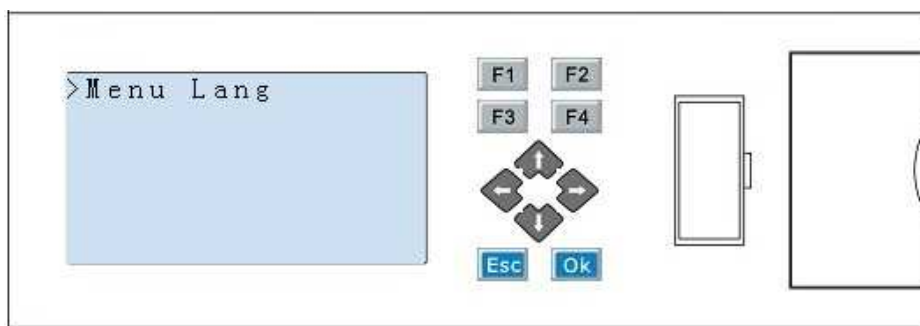 >Menu Lang
F1 F2
F3 F4
↑
← →
↓
Esc Ok